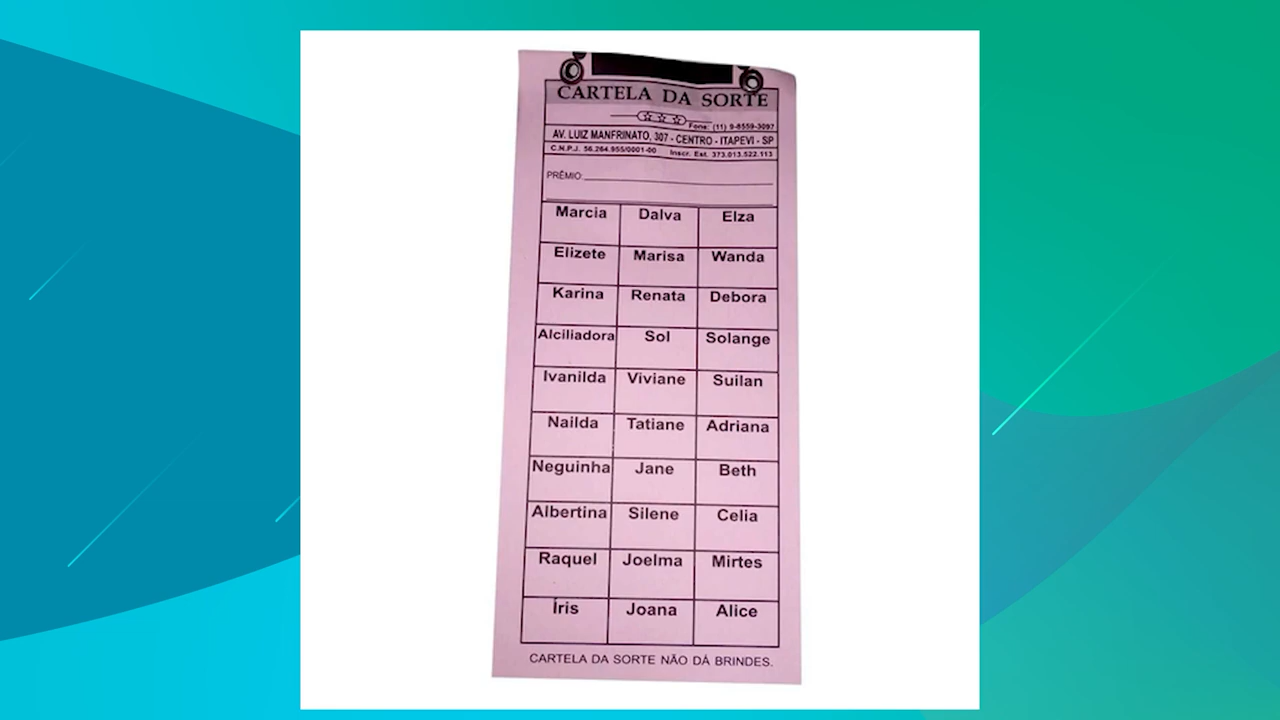 CARTELA DA SORTE
Fone: (11) 9-8559-3097
AV. LUIZ MANFRINATO, 307 - CENTRO - ITAPEVI - SP
C.N.P.J. 56.264.955/0001-00 Inscr. Est. 373.013.522.113
PRÊMIO:
Marcia Dalva Elza
Elizete Marisa Wanda
Karina Renata Debora
Alciliadora Sol Solange
Ivanilda Viviane Suilan
Nailda Tatiane Adriana
Neguinha Jane Beth
Albertina Silene Celia
Raquel Joelma Mirtes
Íris Joana Alice
CARTELA DA SORTE NÃO DÁ BRINDES.